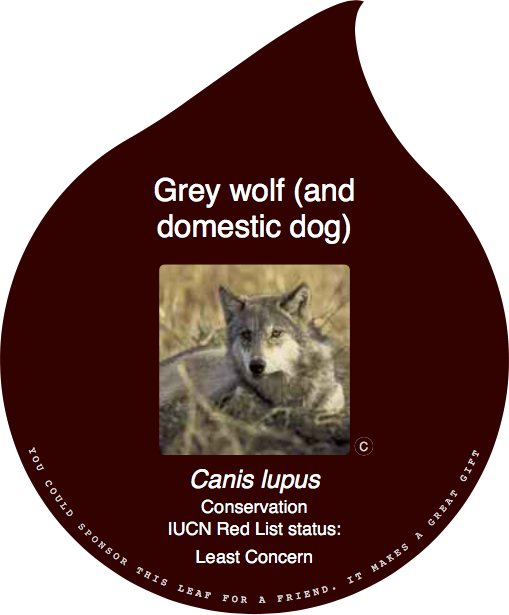 Grey wolf (and
domestic dog)
C
Canis lupus
Conservation
IUCN Red List status:
Least Concern
YOU COULD SPONSOR THIS LEAF FOR A FRIEND. IT MAKES A GREAT GIFT